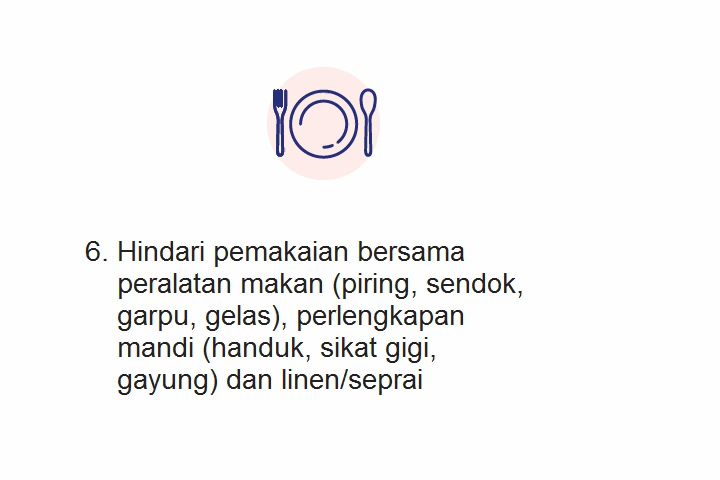 6. Hindari pemakaian bersama
peralatan makan (piring, sendok,
garpu, gelas), perlengkapan
mandi (handuk, sikat gigi,
gayung) dan linen/seprai